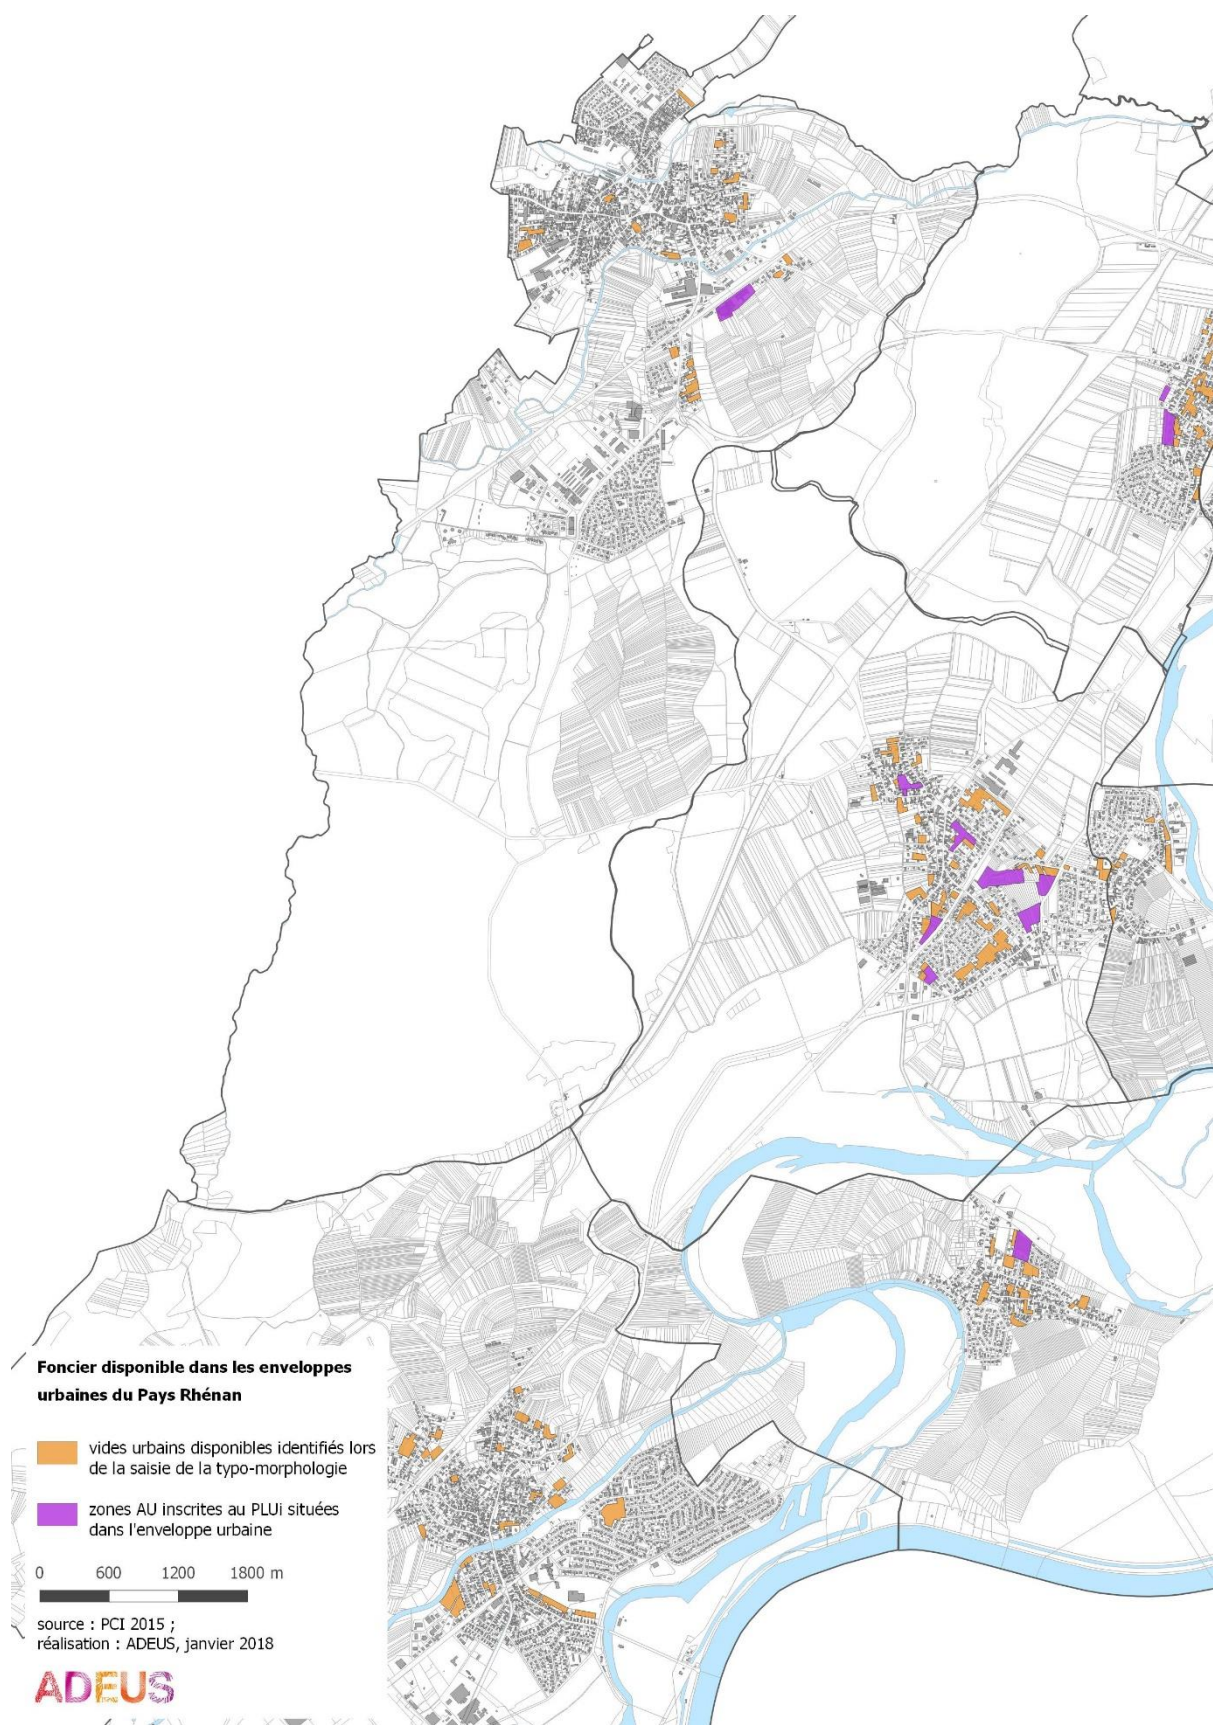 Foncier disponible dans les enveloppes
urbaines du Pays Rhénan
vides urbains disponibles identifiés lors
de la saisie de la typo-morphologie
zones AU inscrites au PLUi situées
dans l'enveloppe urbaine
0 600 1200 1800 m
source : PCI 2015 ;
réalisation : ADEUS, janvier 2018
ADEUS